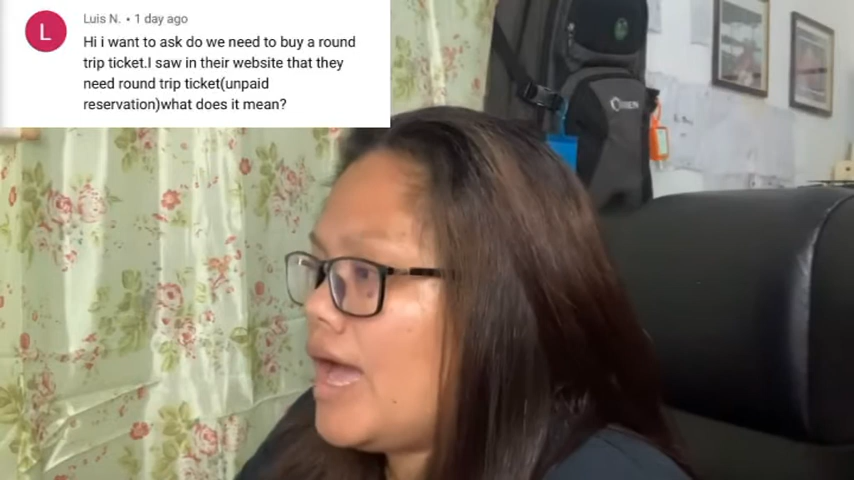 L
Luis N. • 1 day ago
Hi i want to ask do we need to buy a round
trip ticket.I saw in their website that they
need round trip ticket(unpaid
reservation)what does it mean?